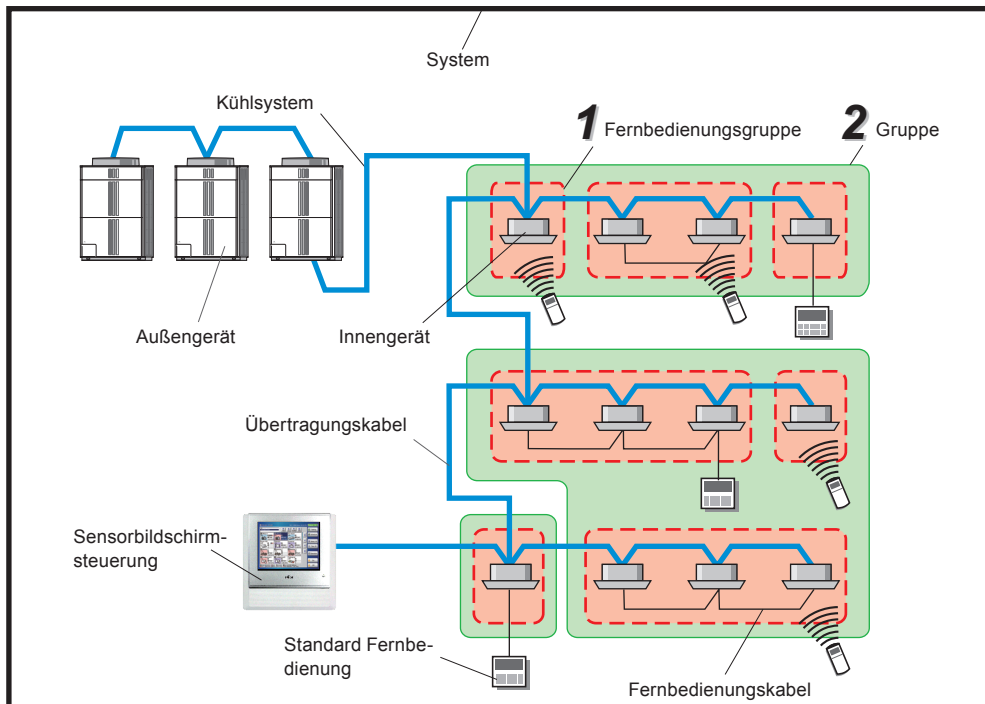 System
Kühlsystem
1 Fernbedienungsgruppe
2 Gruppe
Außengerät
Innengerät
Übertragungskabel
Sensorbildschirm-
steuerung
Standard Fernbe-
dienung
Fernbedienungskabel